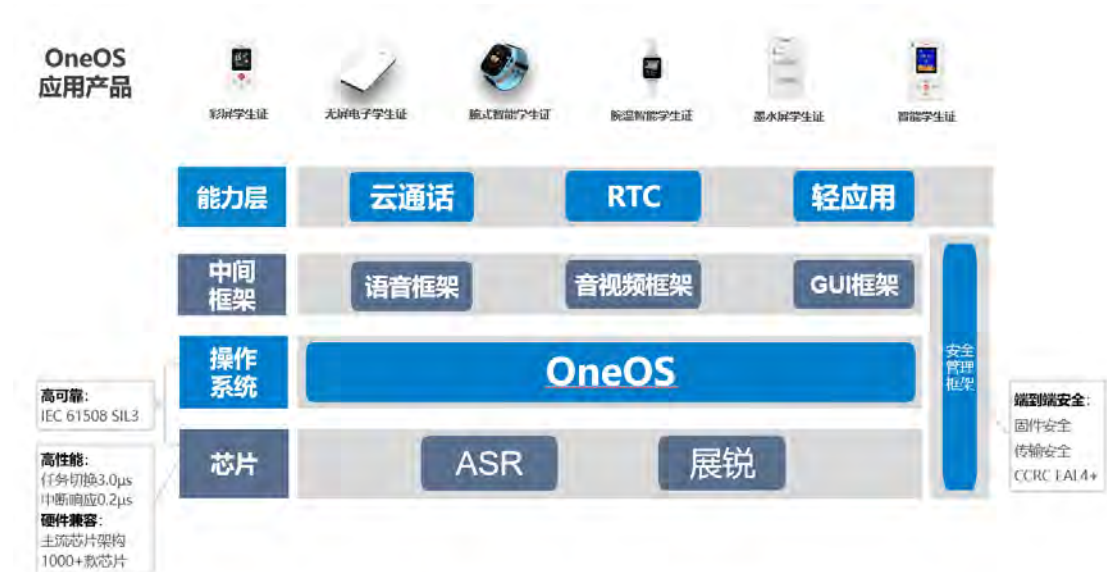 OneOS
应用产品
彩屏学生证
无屏电子学生证
腕式智能学生证
腕温智能学生证
墨水屏学生证
智能学生证
能力层
云通话
RTC
轻应用
中间
框架
语音框架
音视频框架
GUI框架
操作
系统
OneOS
安全
管理
框架
高可靠:
IEC 61508 SIL3
端到端安全:
固件安全
传输安全
CCRC EAL4+
芯片
ASR
展锐
高性能:
任务切换3.0μs
中断响应0.2μs
硬件兼容:
主流芯片架构
1000+款芯片